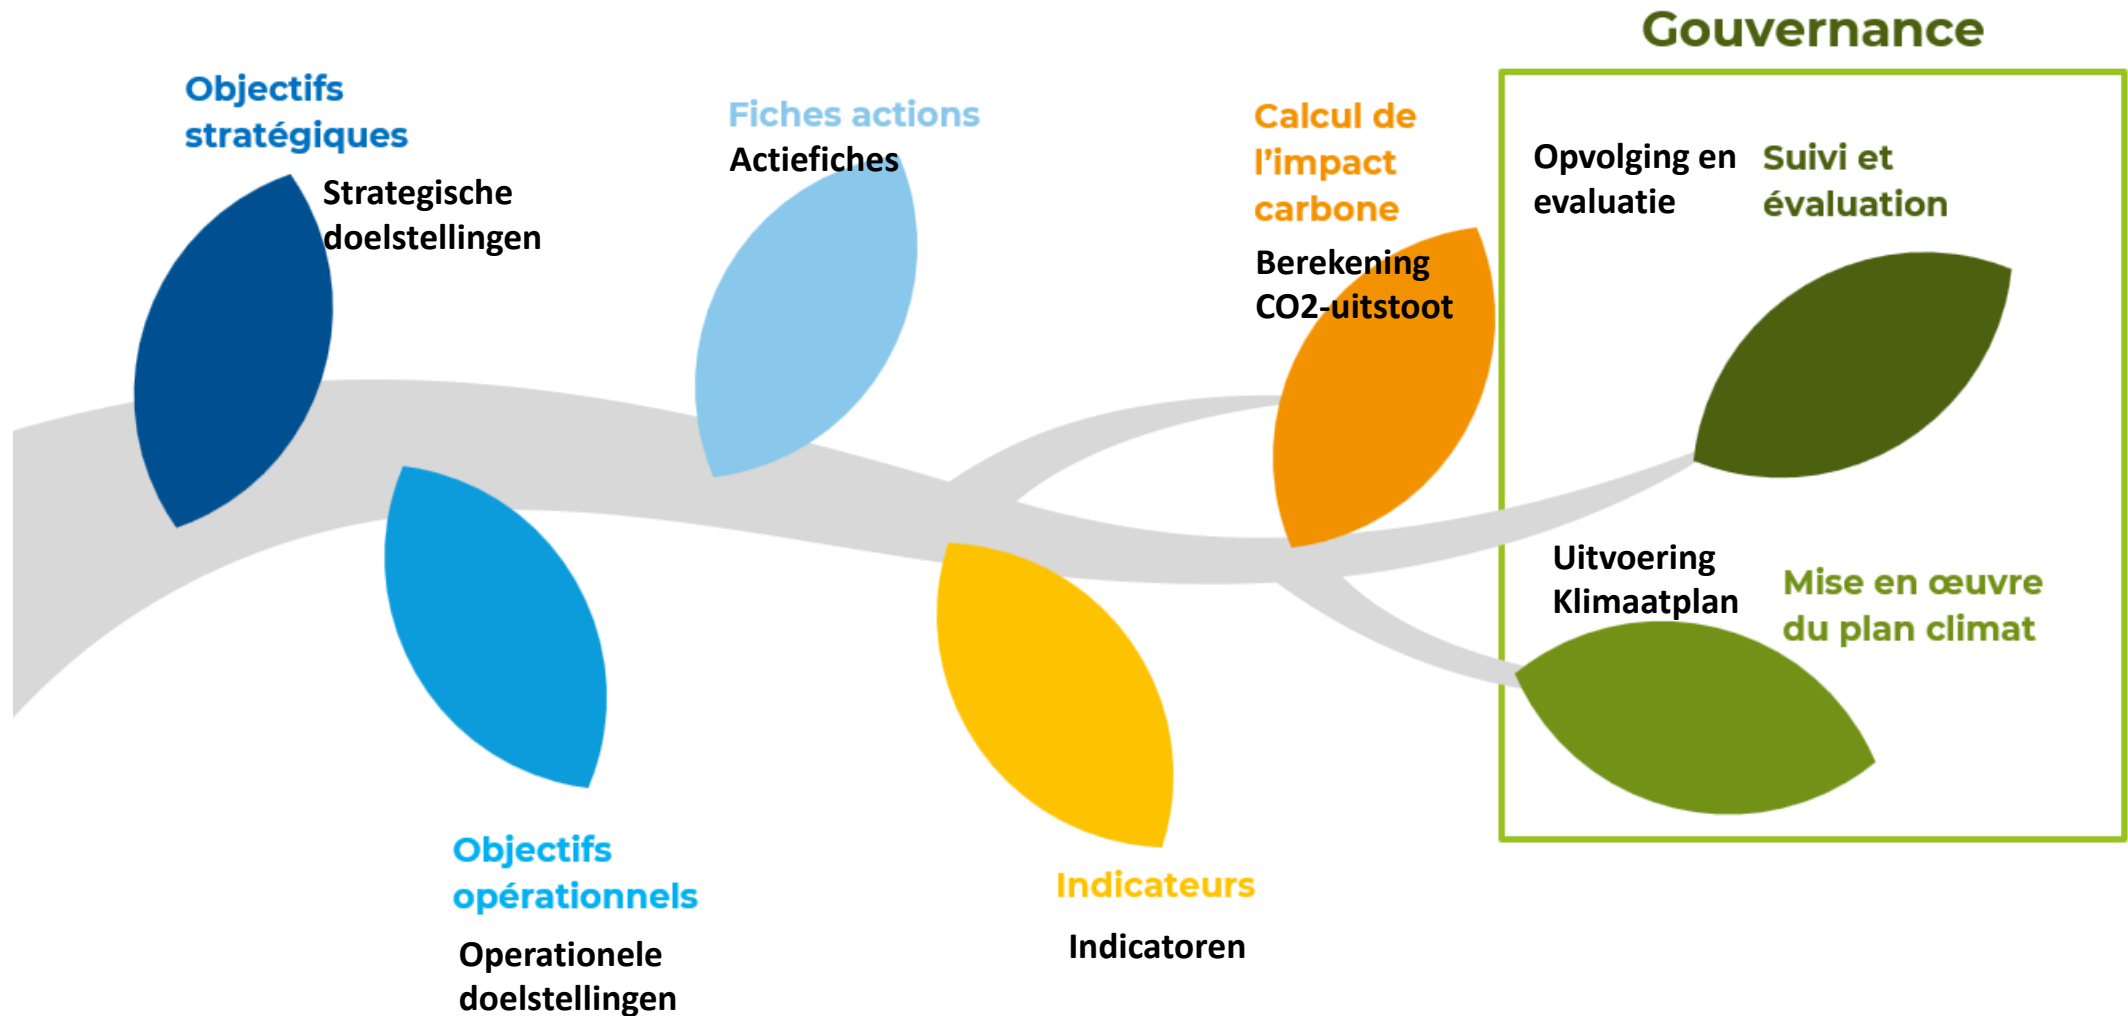 Gouvernance
Objectifs
stratégiques
Strategische
doelstellingen
Fiches actions
Actiefiches
Calcul de
l’impact
carbone
Berekening
CO2-uitstoot
Opvolging en
evaluatie
Suivi et
évaluation
Uitvoering
Klimaatplan
Mise en œuvre
du plan climat
Objectifs
opérationnels
Operationele
doelstellingen
Indicateurs
Indicatoren